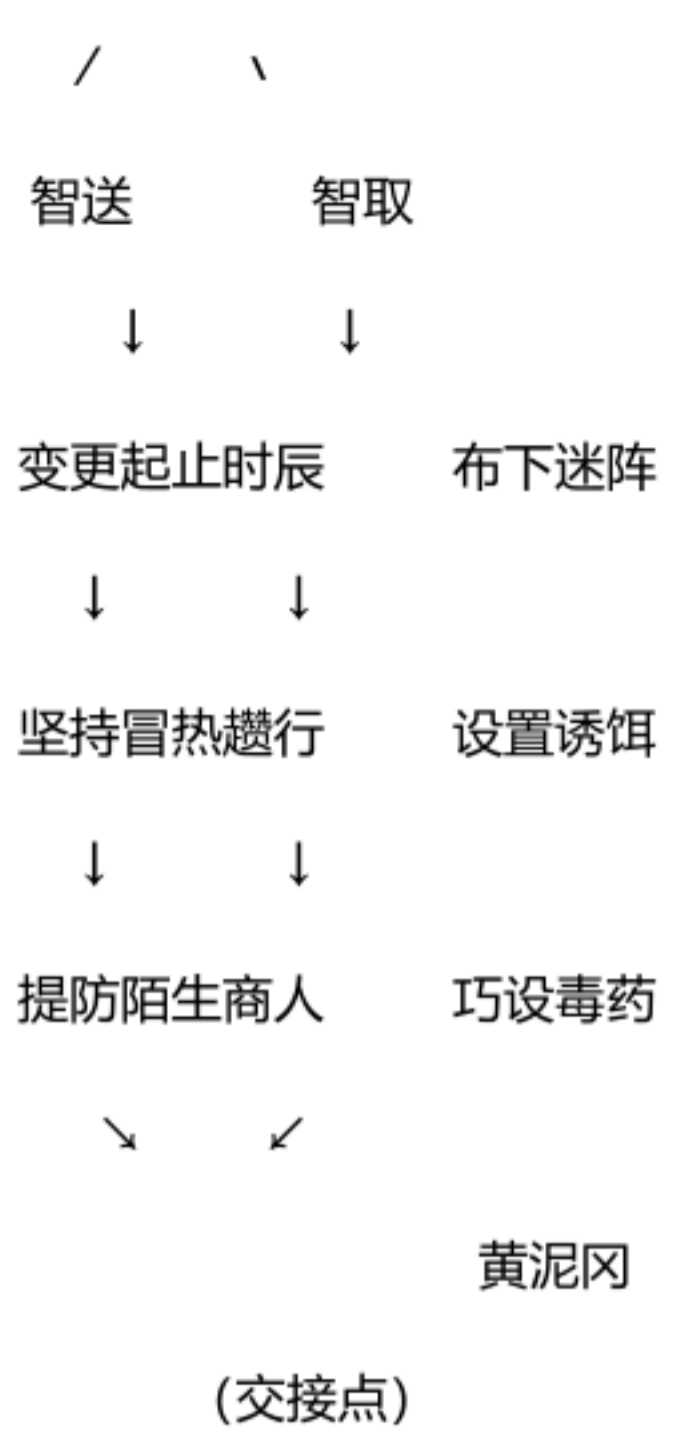 / \
智送 智取
↓ ↓
变更起止时辰 布下迷阵
↓ ↓
坚持冒热趱行 设置诱饵
↓ ↓
提防陌生商人 巧设毒药
↘ ↙
黄泥冈
(交接点)